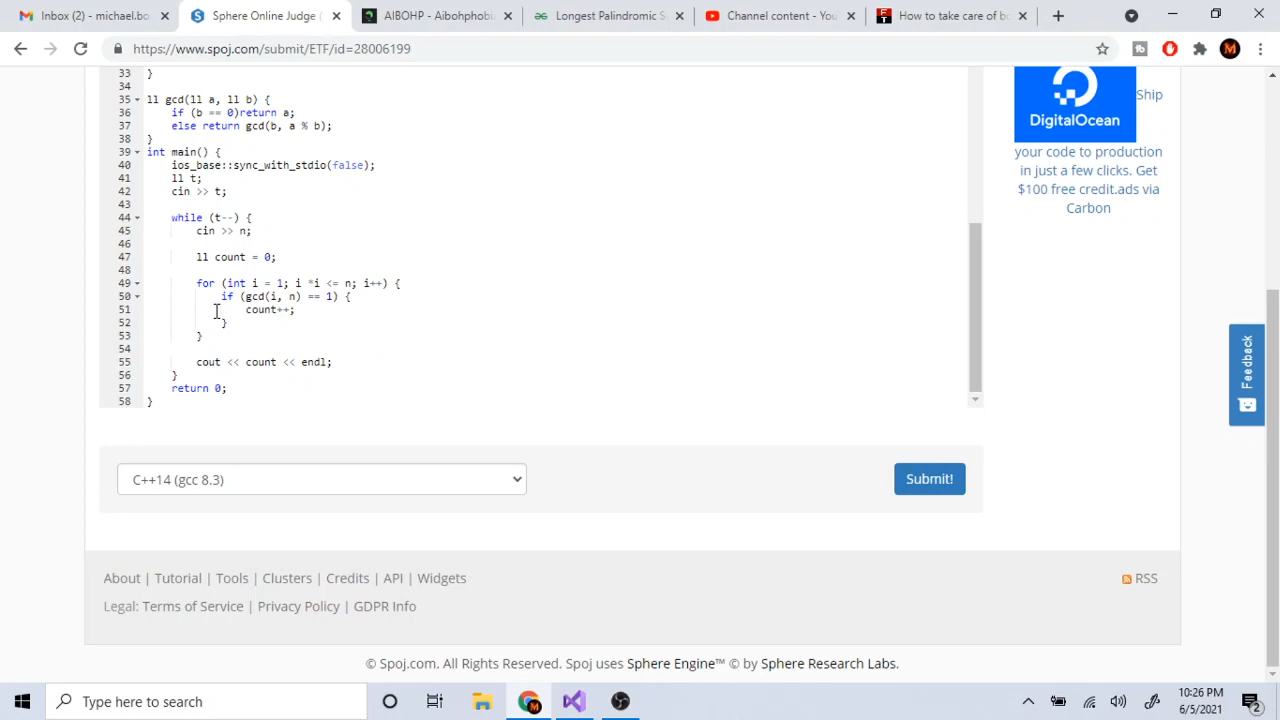 Inbox (2) - michael.bo
Sphere Online Judge (
AIBOHP - Aibohphobi
Longest Palindromic S
Channel content - You
How to take care of bo
https://www.spoj.com/submit/ETF/id=28006199
33 }
34
35 ll gcd(ll a, ll b) {
36 if (b == 0)return a;
37 else return gcd(b, a % b);
38 }
39 int main() {
40 ios_base::sync_with_stdio(false);
41 ll t;
42 cin >> t;
43
44 while (t--) {
45 cin >> n;
46
47 ll count = 0;
48
49 for (int i = 1; i *i <= n; i++) {
50 if (gcd(i, n) == 1) {
51 count++;
52 }
53 }
54
55 cout << count << endl;
56 }
57 return 0;
58 }
DigitalOcean
Ship
your code to production
in just a few clicks. Get
$100 free credit.ads via
Carbon
Feedback
C++14 (gcc 8.3)
Submit!
About | Tutorial | Tools | Clusters | Credits | API | Widgets
RSS
Legal: Terms of Service | Privacy Policy | GDPR Info
© Spoj.com. All Rights Reserved. Spoj uses Sphere Engine™ © by Sphere Research Labs.
Type here to search
10:26 PM
6/5/2021
2